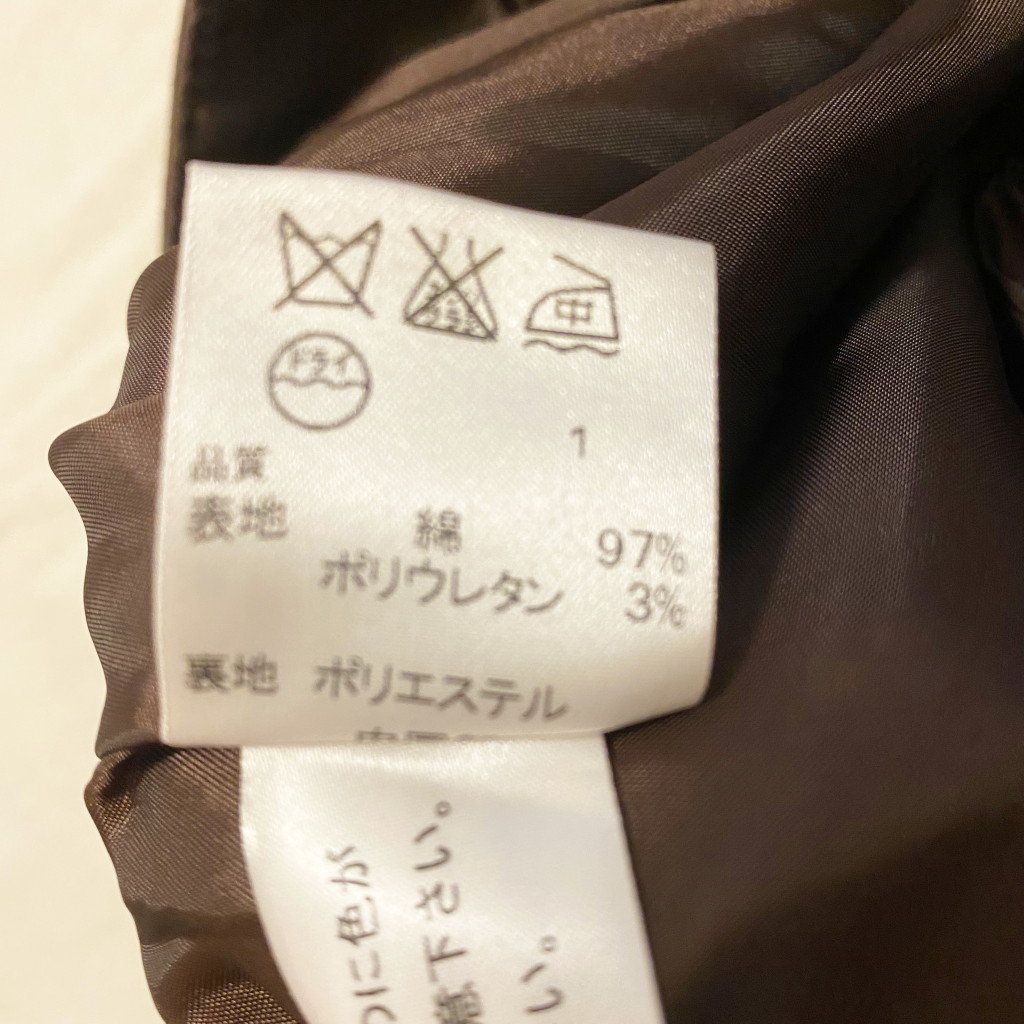 中
ドライ
1
品質
表地 綿 97%
ポリウレタン 3%
裏地 ポリエステル
色が
下さい。
い。